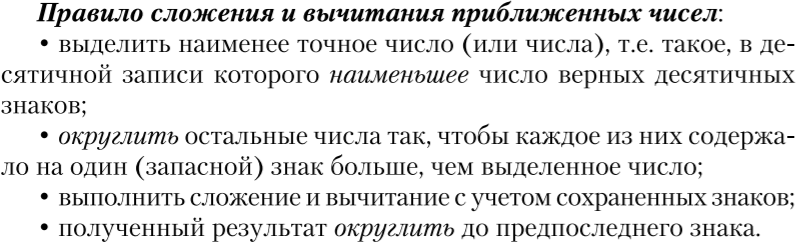 Правило сложения и вычитания приближенных чисел:
• выделить наименее точное число (или числа), т.е. такое, в де-
сятичной записи которого наименьшее число верных десятичных
знаков;
• округлить остальные числа так, чтобы каждое из них содержа-
ло на один (запасной) знак больше, чем выделенное число;
• выполнить сложение и вычитание с учетом сохраненных знаков;
• полученный результат округлить до предпоследнего знака.